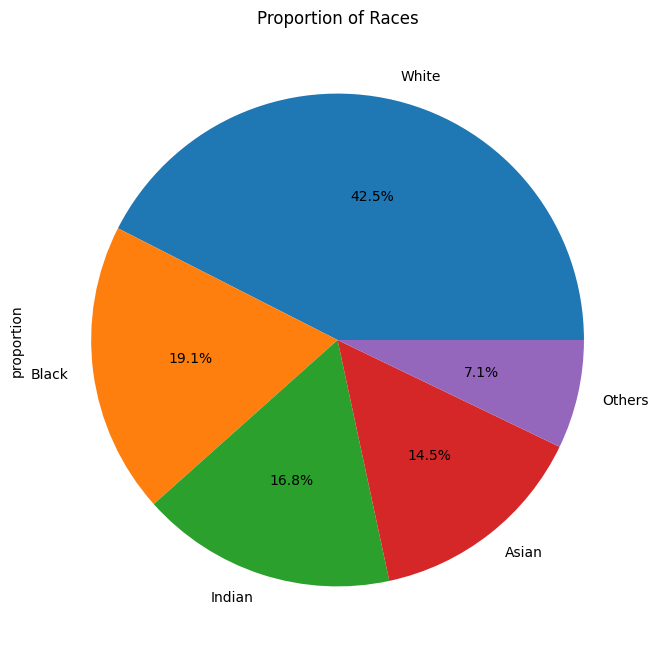 Proportion of Races
White
42.5%
proportion
Black
19.1%
7.1%
Others
14.5%
16.8%
Asian
Indian